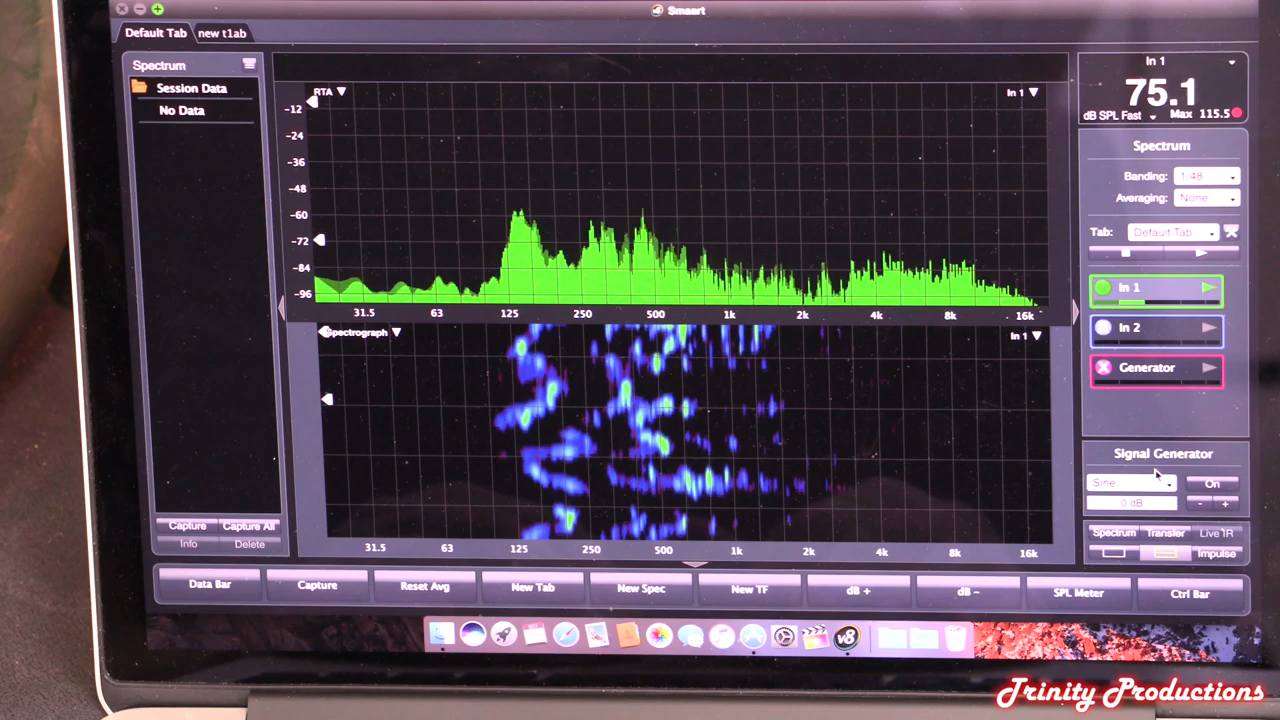 Smaart
Default Tab new t1ab
Spectrum
Session Data
No Data
Capture Capture All
Info Delete
RTA In 1
-12
-24
-36
-48
-60
-72
-84
-96
31.5 63 125 250 500 1k 2k 4k 8k 16k
Spectrograph In 1
31.5 63 125 250 500 1k 2k 4k 8k 16k
In 1
75.1
dB SPL Fast Max 115.5
Spectrum
Banding: 1/48
Averaging: None
Tab: Default Tab
In 1
In 2
Generator
Signal Generator
Sine On
0 dB - +
Spectrum Transfer Live IR
Impulse
Data Bar Capture Reset Avg New Tab New Spec New TF dB + dB - SPL Meter Ctrl Bar
v8
Trinity Productions